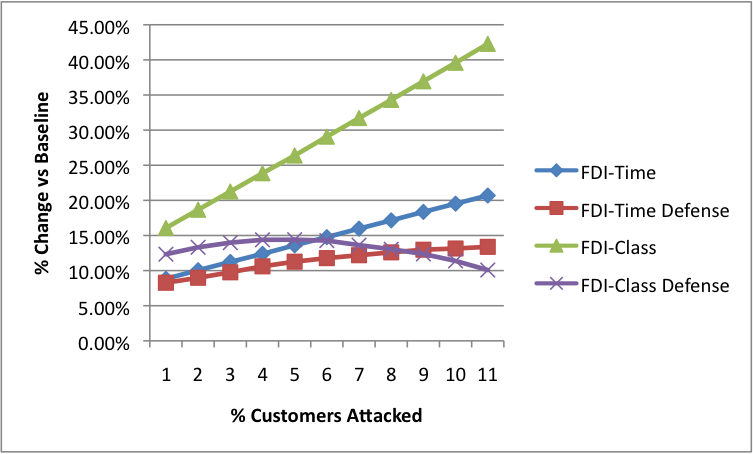 45.00%
40.00%
35.00%
30.00%
25.00%
20.00%
15.00%
10.00%
5.00%
0.00%
% Change vs Baseline
1 2 3 4 5 6 7 8 9 10 11
% Customers Attacked
FDI-Time
FDI-Time Defense
FDI-Class
FDI-Class Defense